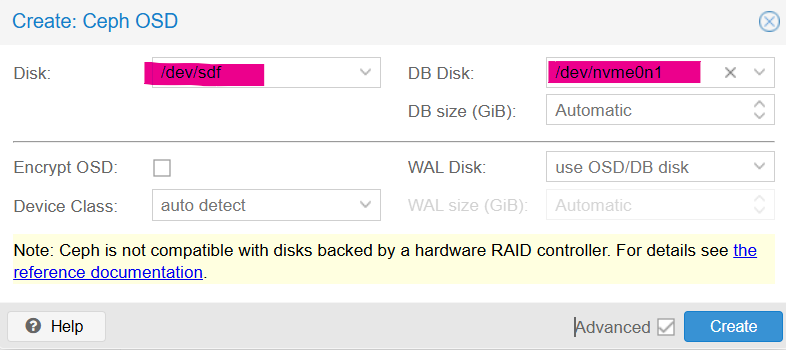 Create: Ceph OSD
Disk: /dev/sdf DB Disk: /dev/nvme0n1
DB size (GiB): Automatic
Encrypt OSD: WAL Disk: use OSD/DB disk
Device Class: auto detect WAL size (GiB): Automatic
Note: Ceph is not compatible with disks backed by a hardware RAID controller. For details see the
reference documentation.
Help Advanced Create